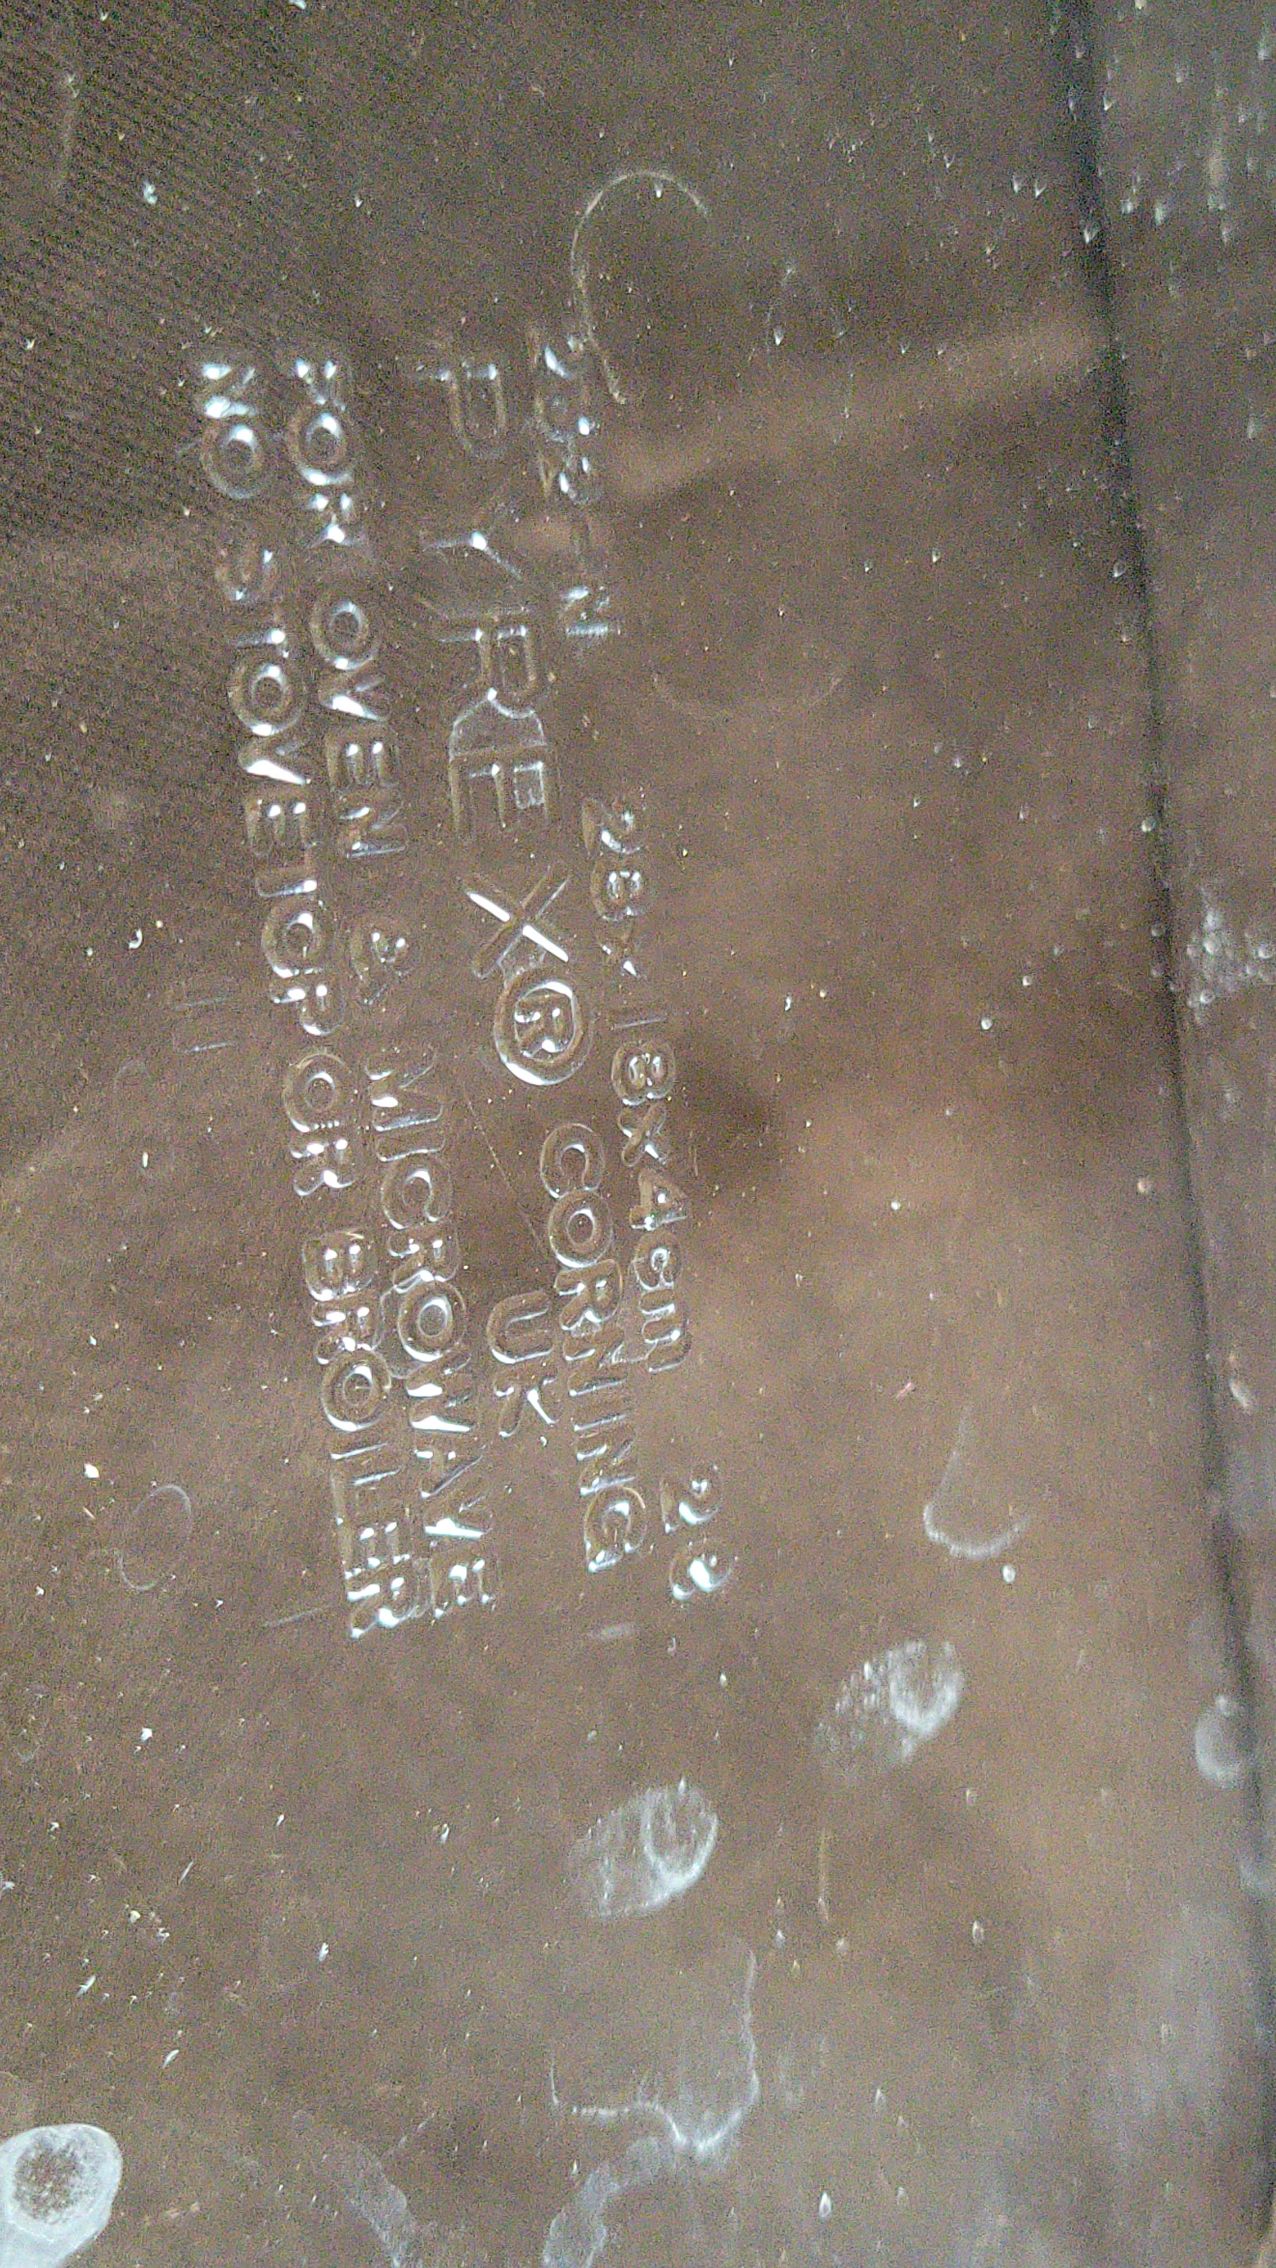 28x18x4cm
PYREX® CORNING
UK
FOR OVEN & MICROWAVE
NO STOVETOP OR BROILER